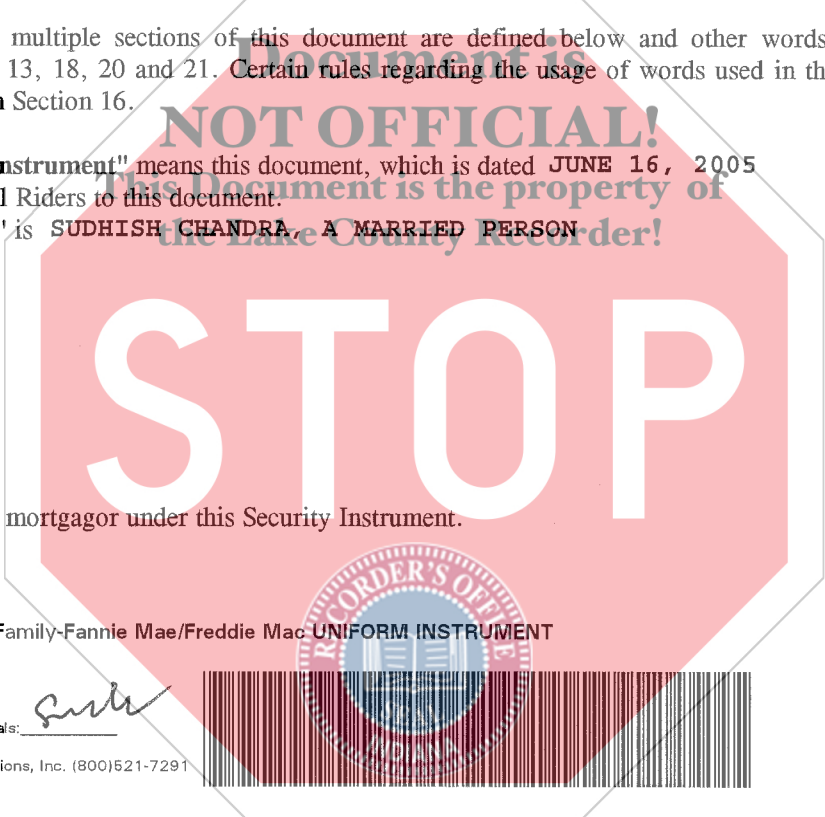 multiple sections of this document are defined below and other words
13, 18, 20 and 21. Certain rules regarding the usage of words used in th
Section 16.
Document is
NOT OFFICIAL!
nstrument" means this document, which is dated JUNE 16, 2005
This Document is the property of
l Riders to this document.
' is SUDHISH CHANDRA, A MARRIED PERSON
the Lake County Recorder!
STOP
mortgagor under this Security Instrument.
RECORDER'S OFFICE
SEAL
INDIANA
Family-Fannie Mae/Freddie Mac UNIFORM INSTRUMENT
als:
ions, Inc. (800)521-7291